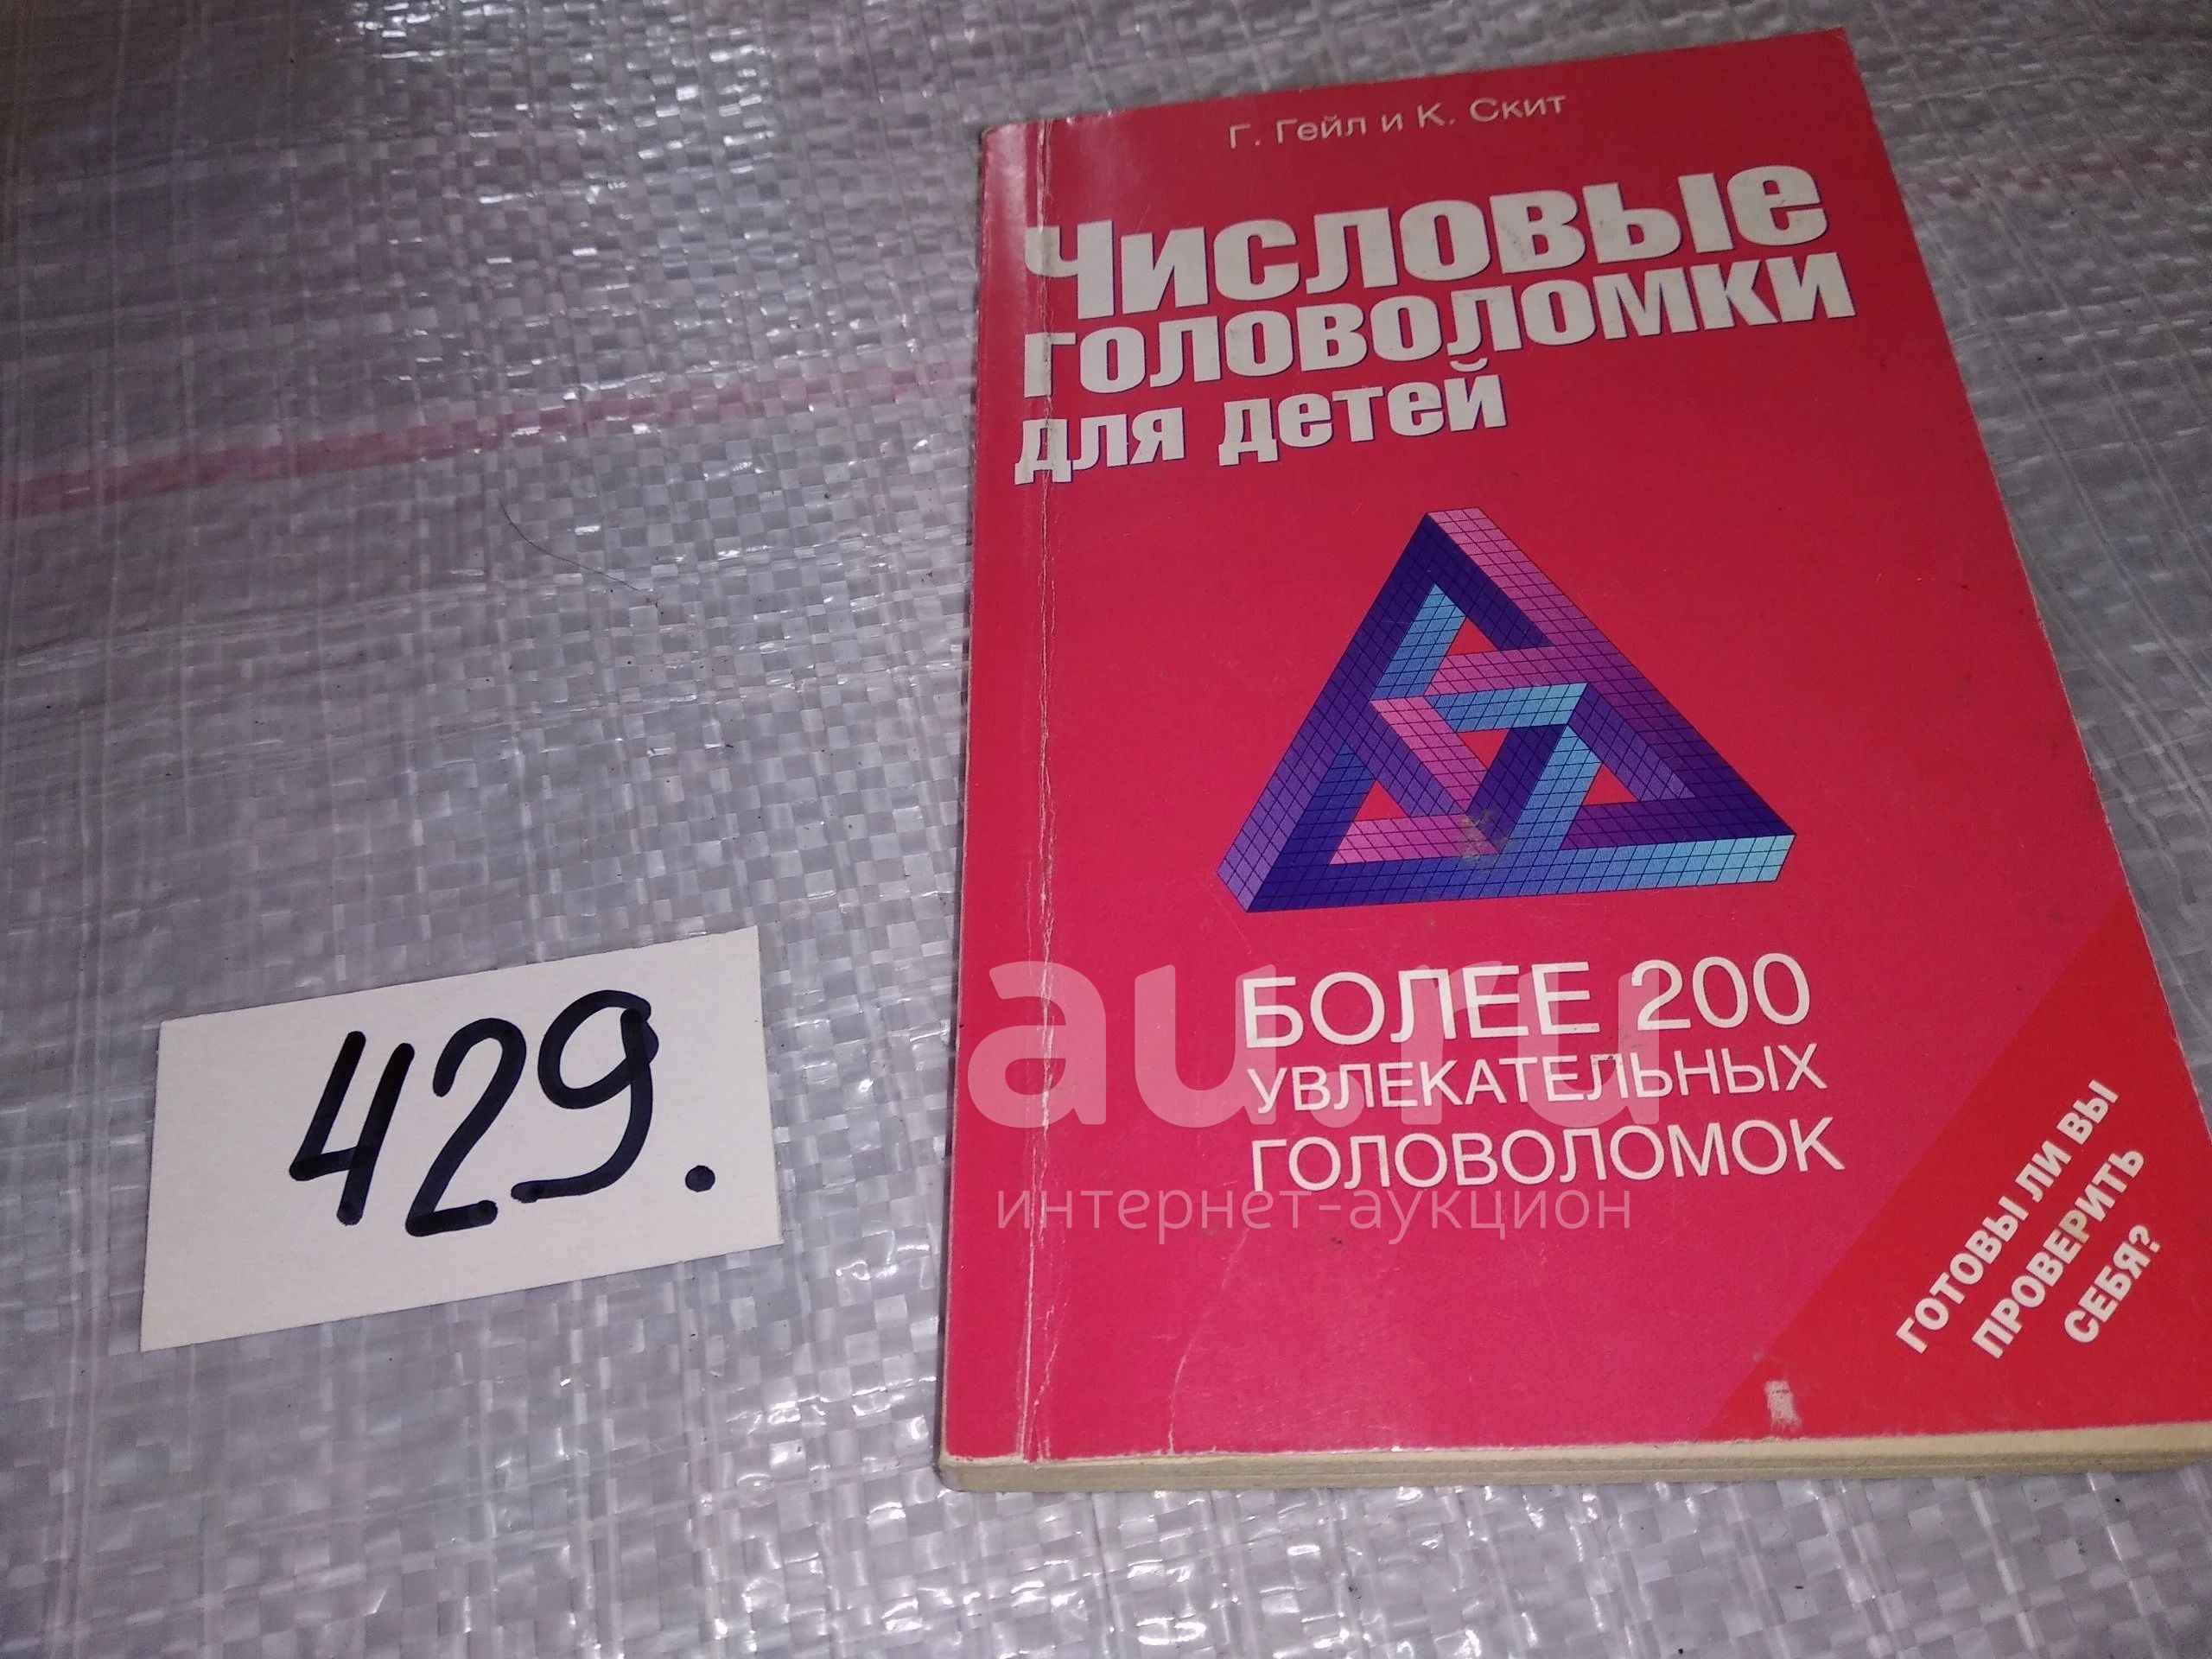 Г. Гейл и К. Скит
Числовые
головоломки
для детей
БОЛЕЕ 200
УВЛЕКАТЕЛЬНЫХ
ГОЛОВОЛОМОК
ГОТОВЫ ЛИ ВЫ
ПРОВЕРИТЬ
СЕБЯ?
429.
au.ru
интернет-аукцион